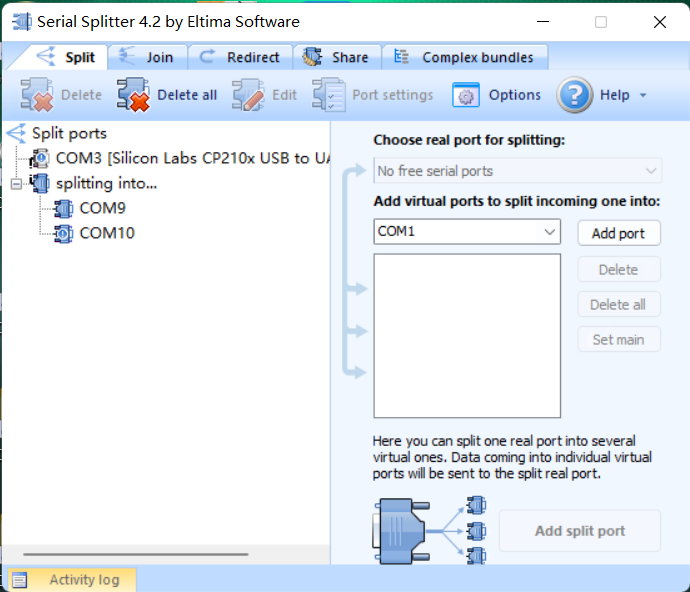 Serial Splitter 4.2 by Eltima Software
Split Join Redirect Share Complex bundles
Delete Delete all Edit Port settings Options ? Help
Split ports
COM3 [Silicon Labs CP210x USB to UA
splitting into...
COM9
COM10
Choose real port for splitting:
No free serial ports
Add virtual ports to split incoming one into:
COM1
Add port
Delete
Delete all
Set main
Here you can split one real port into several
virtual ones. Data coming into individual virtual
ports will be sent to the split real port.
Add split port
Activity log